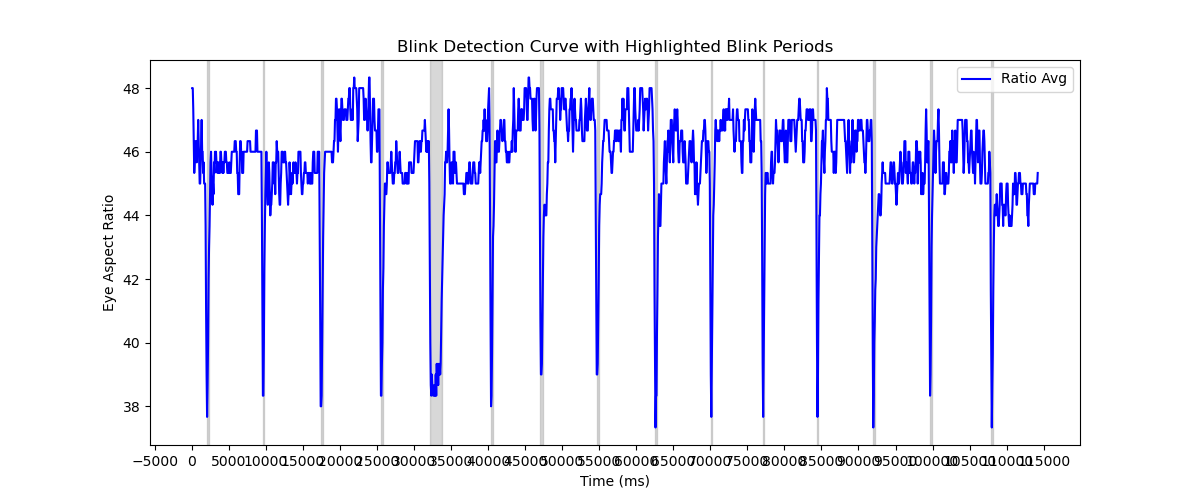 Blink Detection Curve with Highlighted Blink Periods
Ratio Avg
Eye Aspect Ratio
48
46
44
42
40
38
−5000 0 5000 10000 15000 20000 25000 30000 35000 40000 45000 50000 55000 60000 65000 70000 75000 80000 85000 90000 95000 100000 105000 110000 115000
Time (ms)